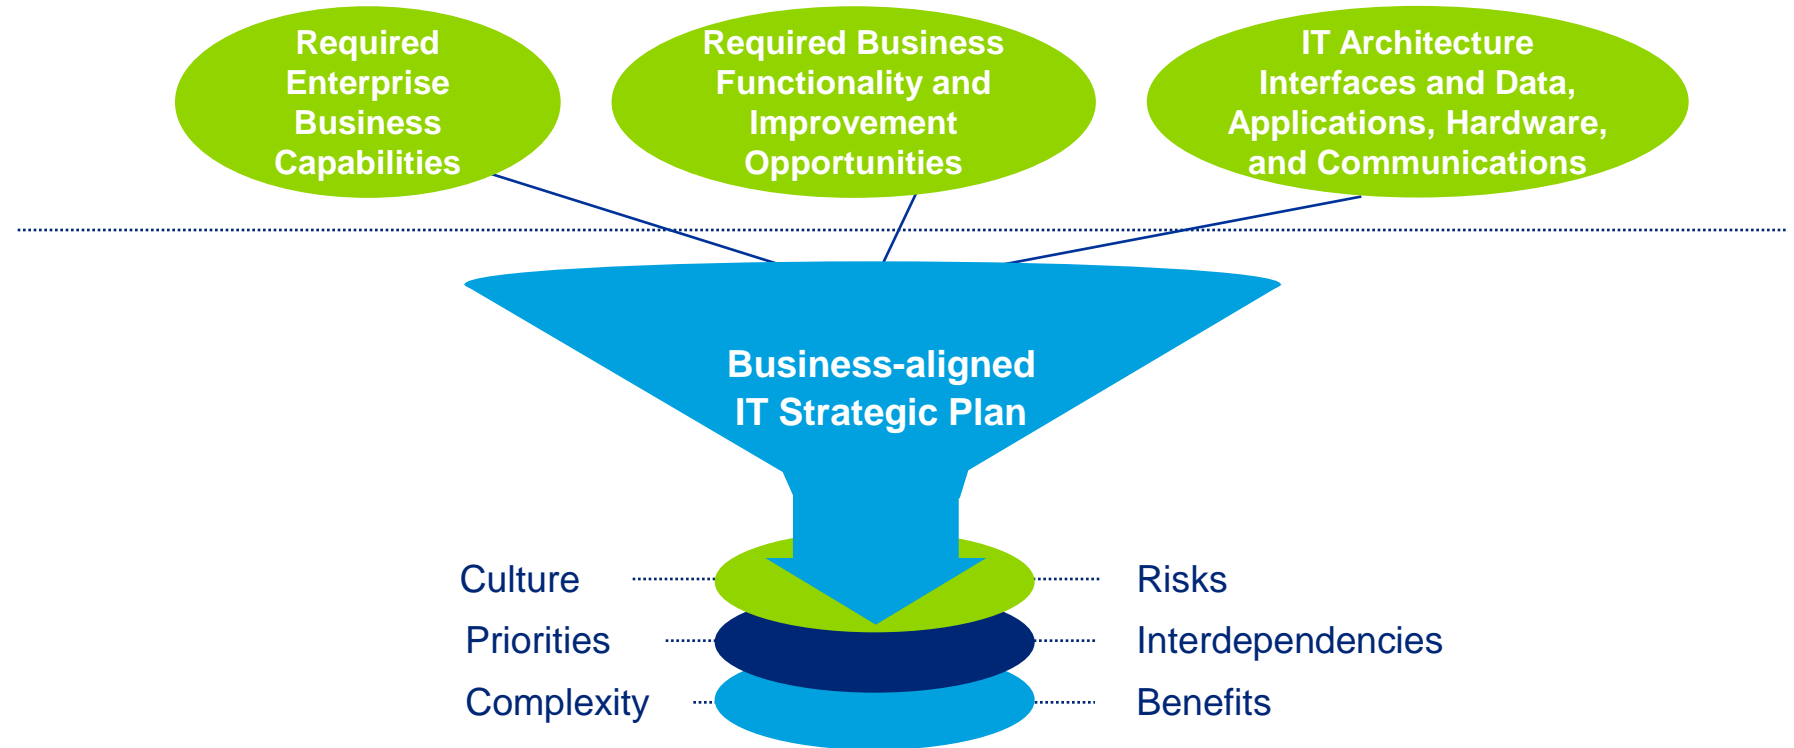 Required
Enterprise
Business
Capabilities
Required Business
Functionality and
Improvement
Opportunities
IT Architecture
Interfaces and Data,
Applications, Hardware,
and Communications
Business-aligned
IT Strategic Plan
Culture
Risks
Priorities
Interdependencies
Complexity
Benefits